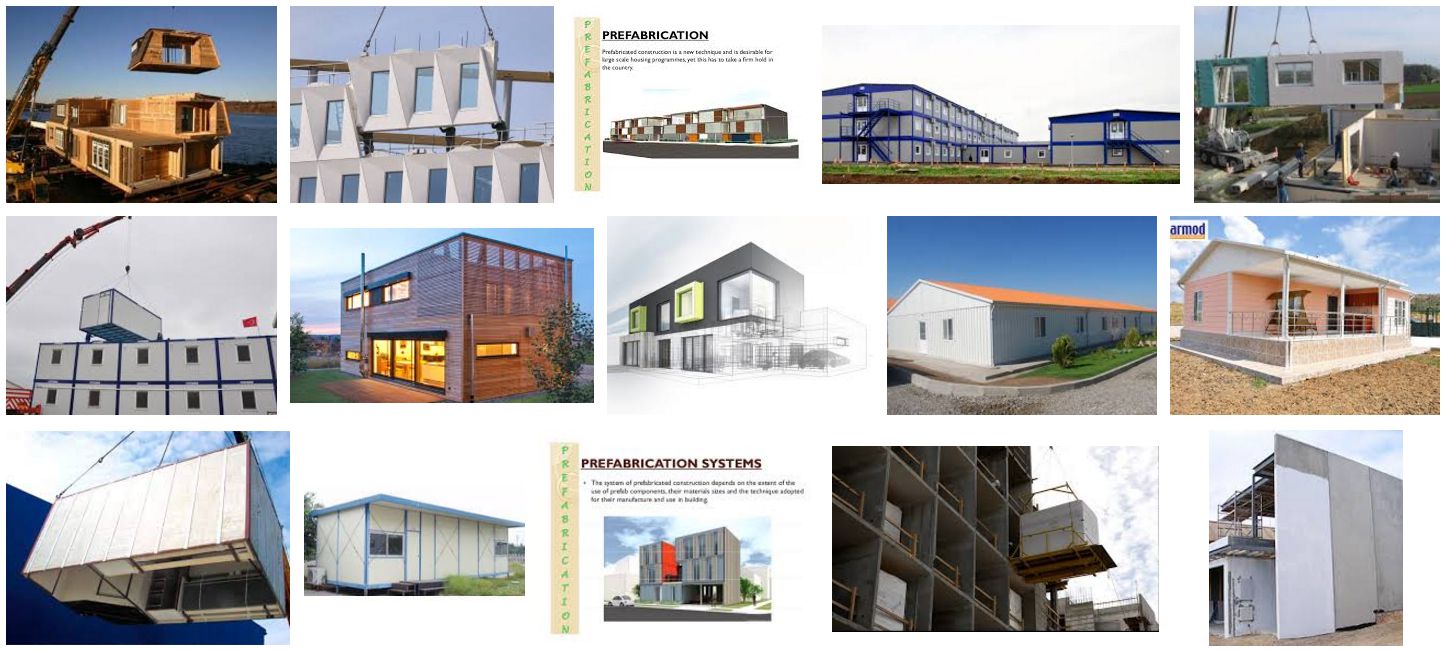 PREFABRICATION
PREFABRICATION
Prefabricated construction is a new technique and is desirable for
large scale housing programmes, yet this has to take a firm hold in
the country.
armod
PREFABRICATION
PREFABRICATION SYSTEMS
• The system of prefabricated construction depends on the extent of the
use of prefab components, their materials sizes and the technique adopted
for their manufacture and use in building.